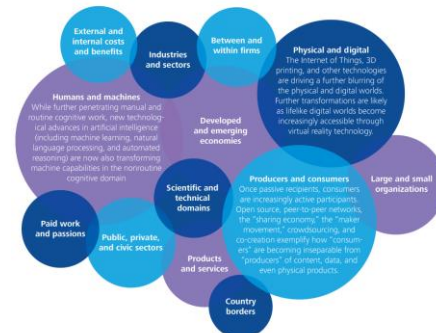 External and
internal costs
and benefits
Industries
and sectors
Between and
within firms
Physical and digital
The Internet of Things, 3D
printing, and other technologies
are driving a further blurring of
the physical and digital worlds.
Further transformations are likely
as lifelike digital worlds become
increasingly accessible through
virtual reality technology.
Humans and machines
While further penetrating manual and
routine cognitive work, new technolog-
ical advances in artificial intelligence
(including machine learning, natural
language processing, and automated
reasoning) are now also transforming
machine capabilities in the nonroutine
cognitive domain
Developed
and emerging
economies
Scientific and
technical
domains
Producers and consumers
Once passive recipients, consumers
are increasingly active participants.
Open source, peer-to-peer networks,
the "sharing economy," the "maker
movement," crowdsourcing, and
co-creation exemplify how "consum-
ers" are becoming inseparable from
"producers" of content, data, and
even physical products.
Large and small
organizations
Paid work
and passions
Public, private,
and civic sectors
Products
and services
Country
borders